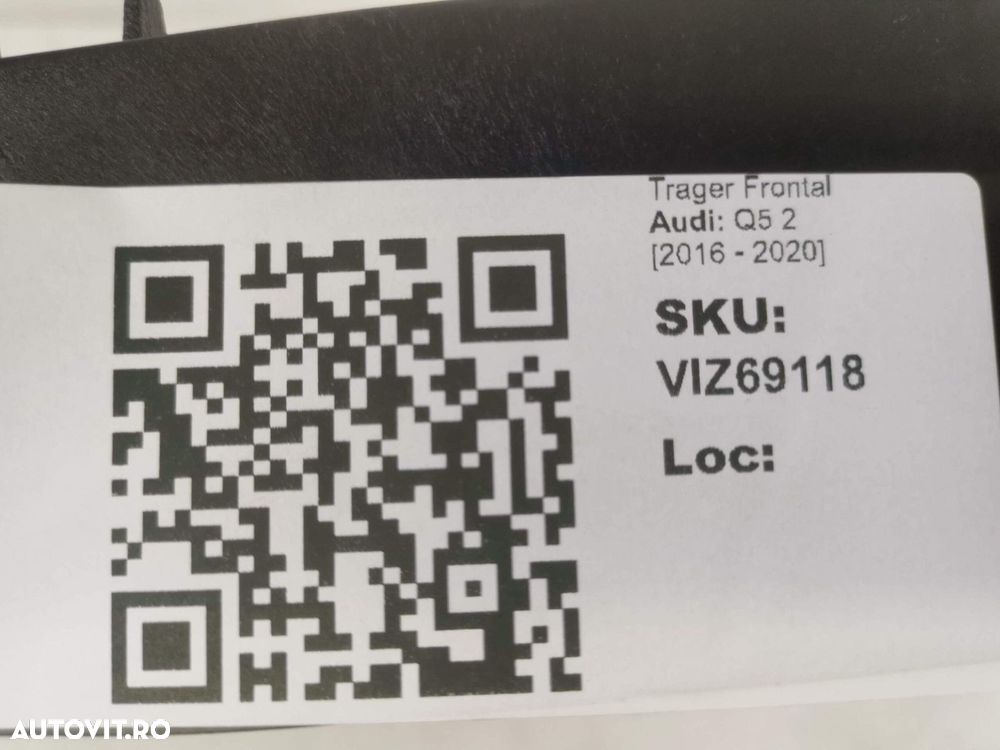 Trager Frontal
Audi: Q5 2
[2016 - 2020]
SKU:
VIZ69118
Loc:
AUTOVIT.RO